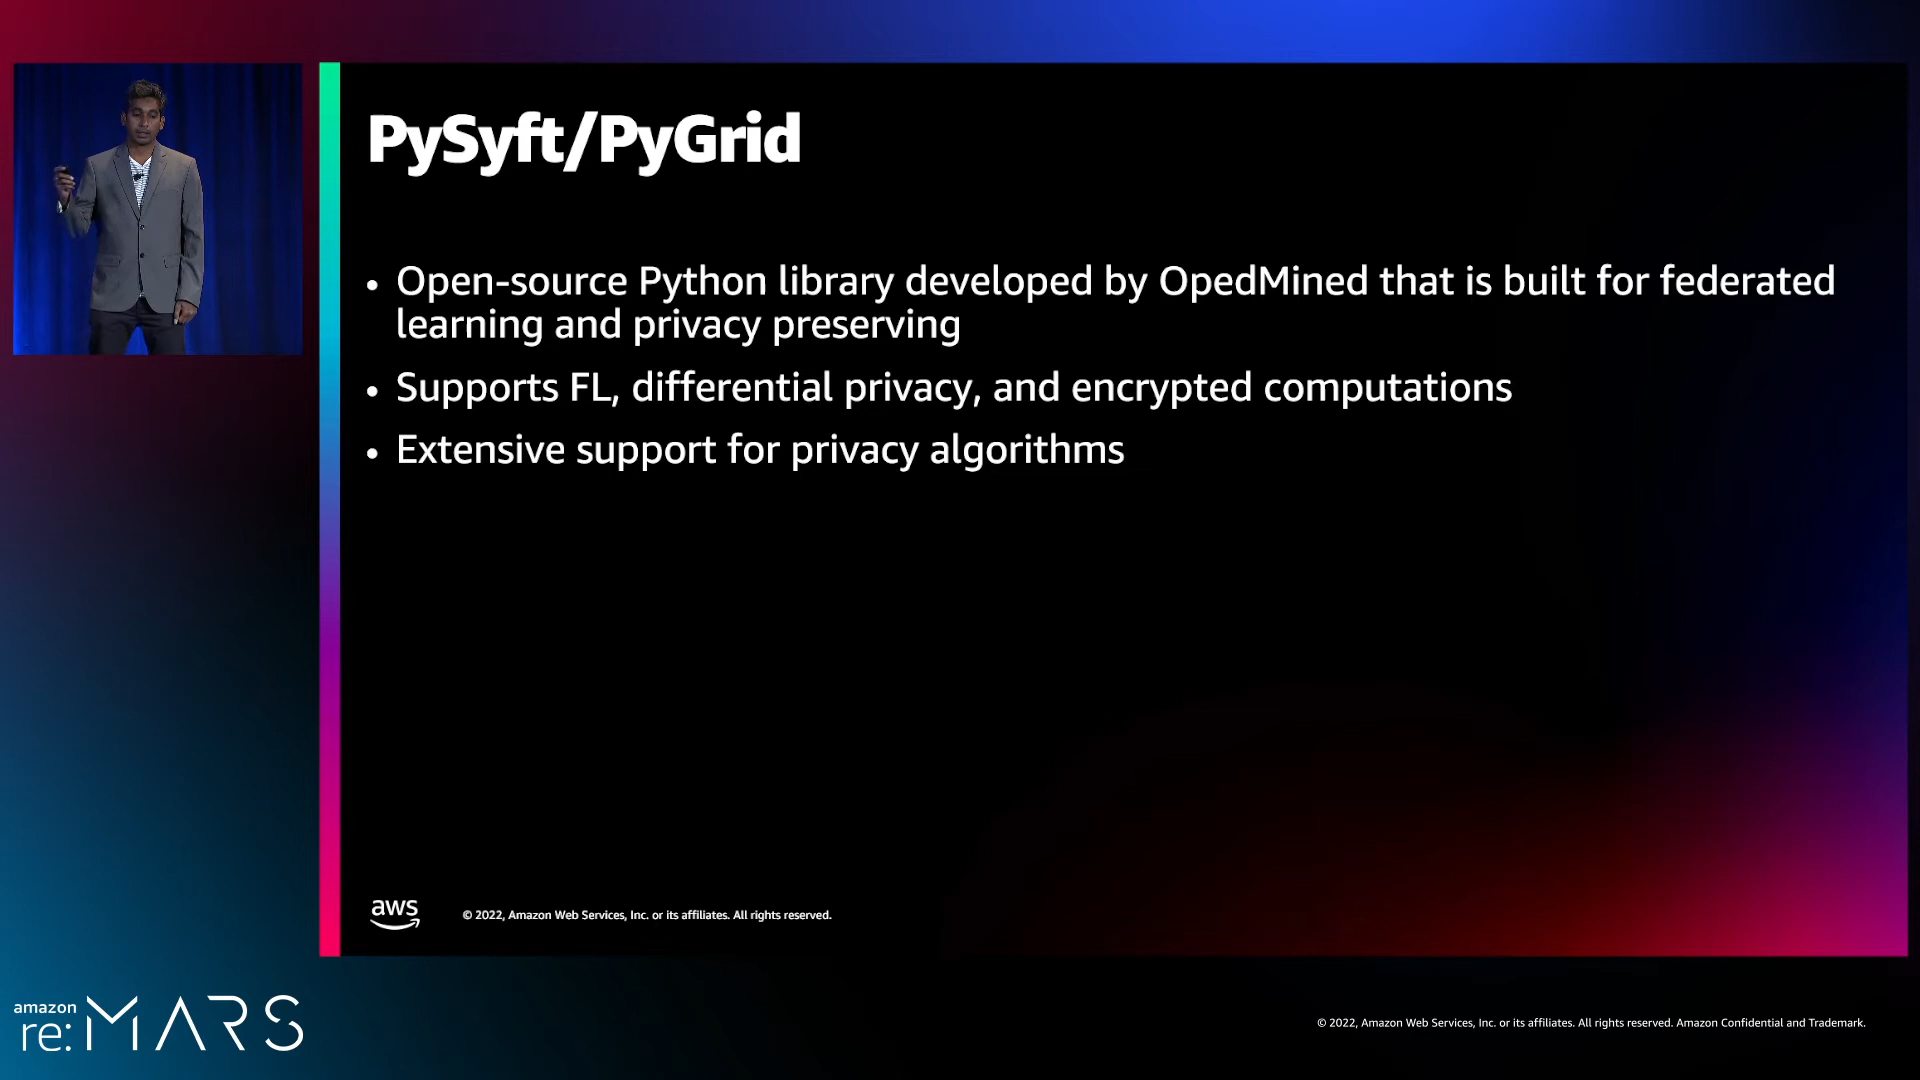 PySyft/PyGrid
• Open-source Python library developed by OpedMined that is built for federated
learning and privacy preserving
• Supports FL, differential privacy, and encrypted computations
• Extensive support for privacy algorithms
aws
© 2022, Amazon Web Services, Inc. or its affiliates. All rights reserved.
amazon
re:MARS
© 2022, Amazon Web Services, Inc. or its affiliates. All rights reserved. Amazon Confidential and Trademark.